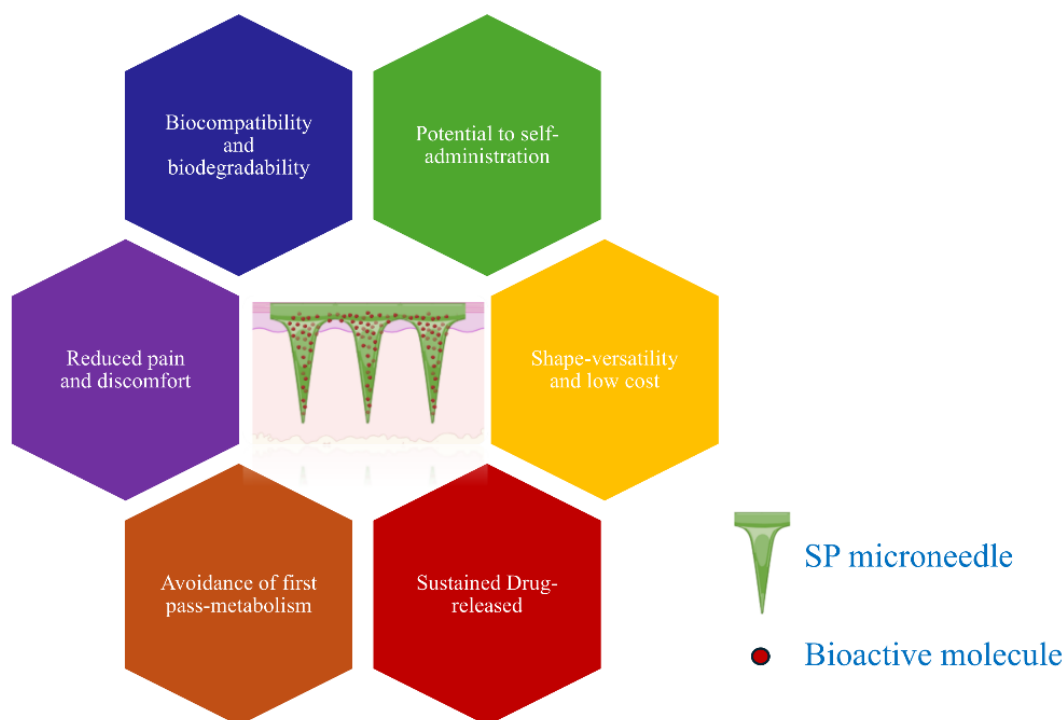 Biocompatibility
and
biodegradability
Potential to self-
administration
Reduced pain
and discomfort
Shape-versatility
and low cost
Avoidance of first
pass-metabolism
Sustained Drug-
released
SP microneedle
Bioactive molecule